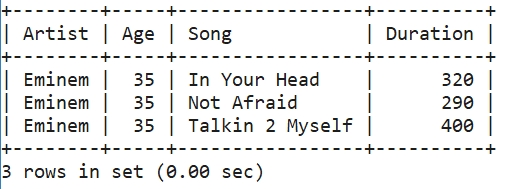 +--------+-----+-----------------+----------+
| Artist | Age | Song            | Duration |
+--------+-----+-----------------+----------+
| Eminem |  35 | In Your Head    |      320 |
| Eminem |  35 | Not Afraid      |      290 |
| Eminem |  35 | Talkin 2 Myself |      400 |
+--------+-----+-----------------+----------+
3 rows in set (0.00 sec)